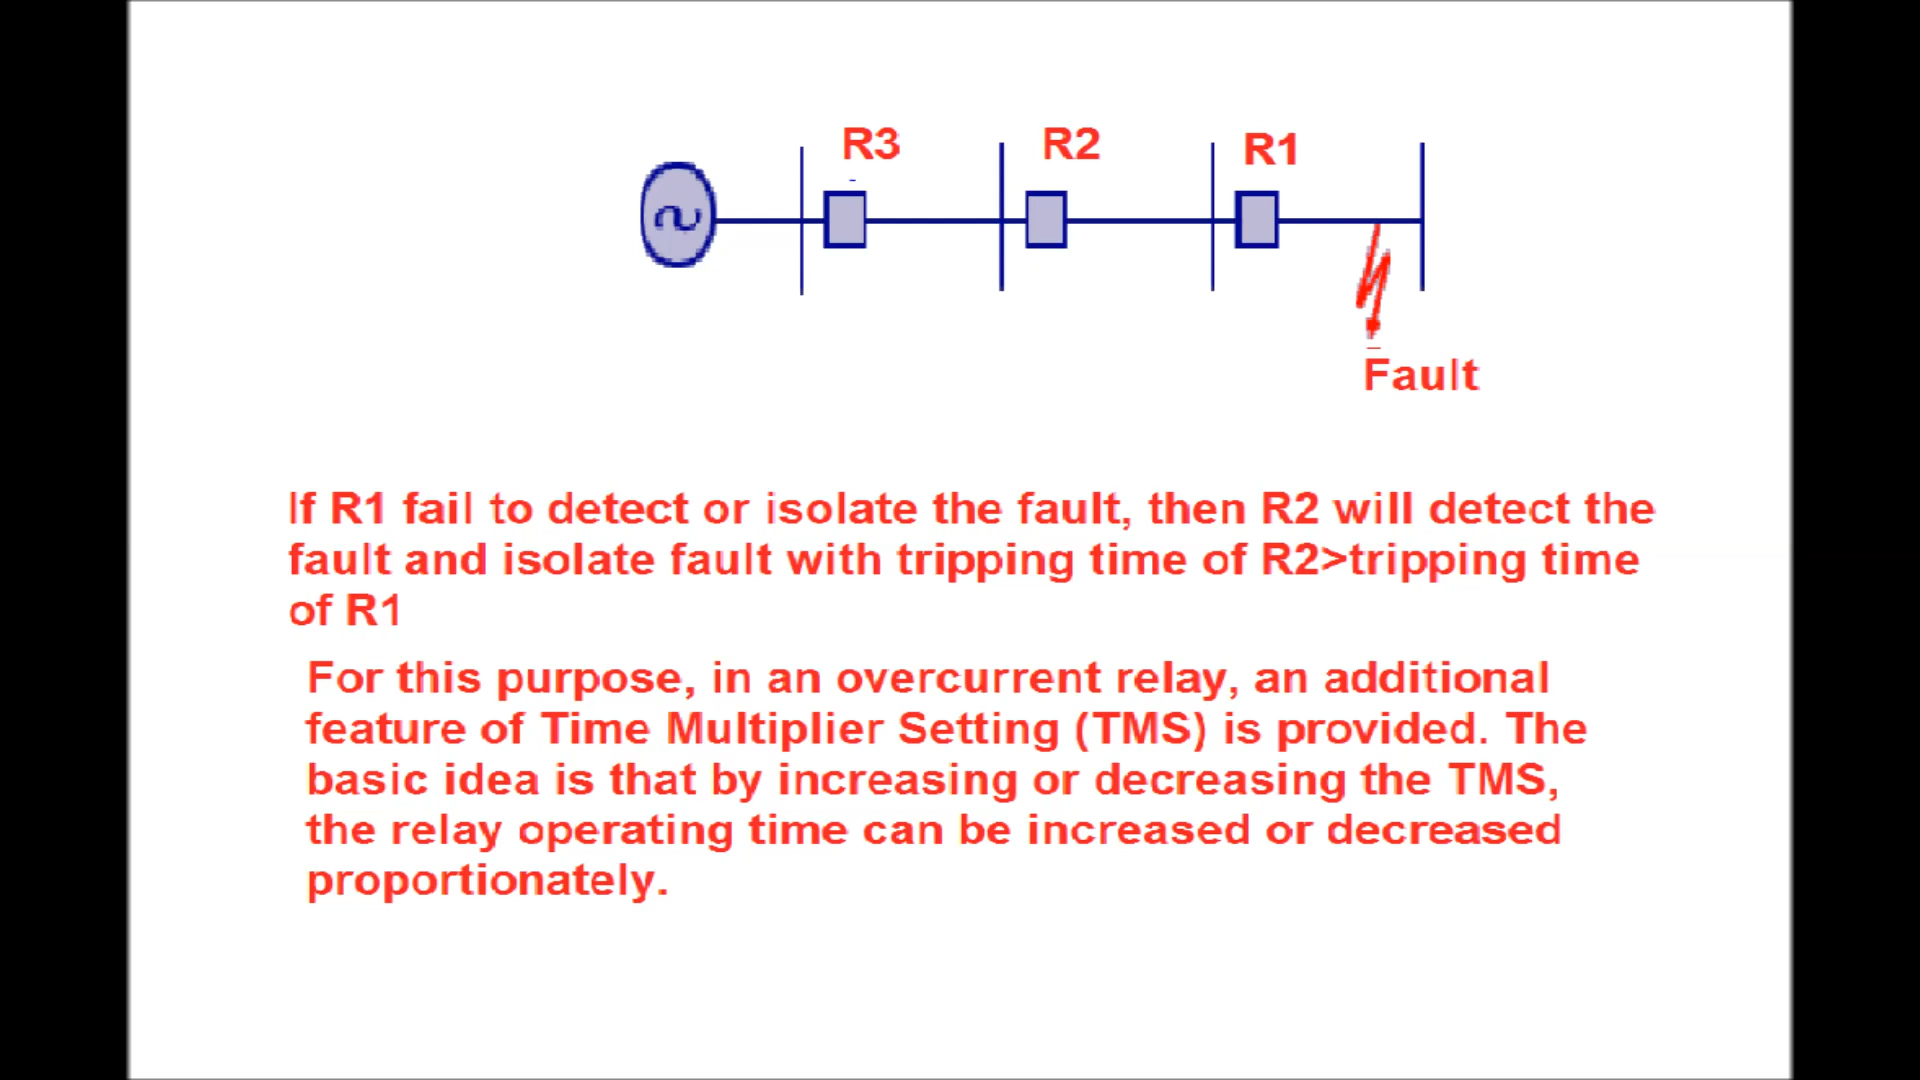 R3 R2 R1
Fault
If R1 fail to detect or isolate the fault, then R2 will detect the
fault and isolate fault with tripping time of R2>tripping time
of R1
For this purpose, in an overcurrent relay, an additional
feature of Time Multiplier Setting (TMS) is provided. The
basic idea is that by increasing or decreasing the TMS,
the relay operating time can be increased or decreased
proportionately.